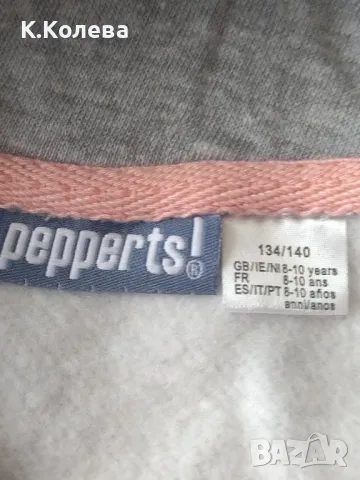 К.Колева
pepperts!®
134/140
GB/IE/NI 8-10 years
FR 8-10 ans
ES/IT/PT 8-10 años
anni/anos
BAZAR